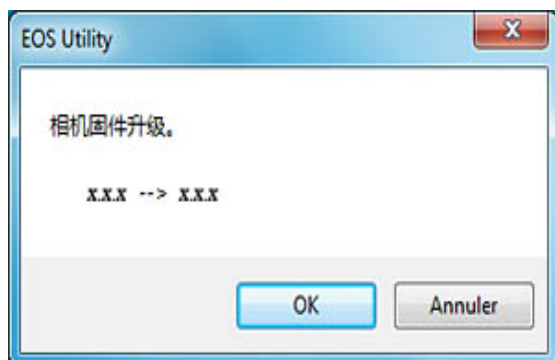 EOS Utility
相机固件升级。
x.x.x --> x.x.x
OK
Annuler